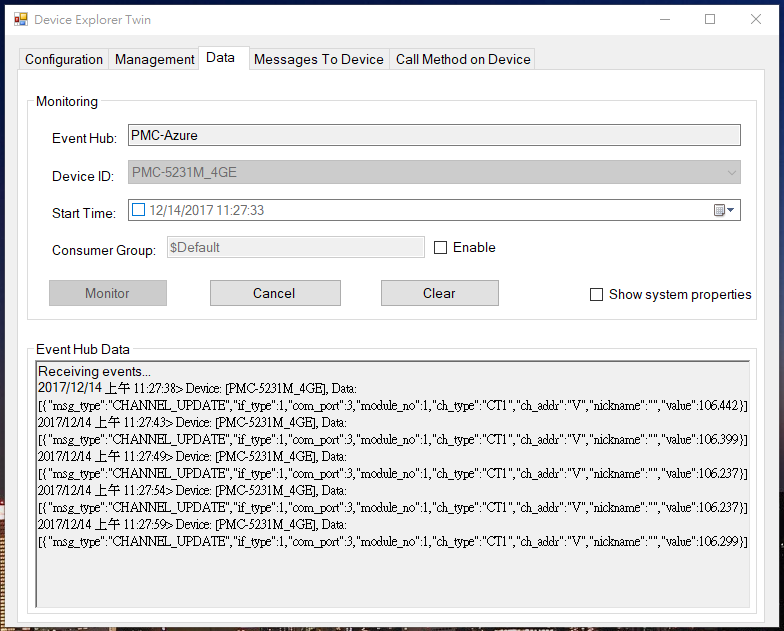 Device Explorer Twin
Configuration Management Data Messages To Device Call Method on Device
Monitoring
Event Hub: PMC-Azure
Device ID: PMC-5231M_4GE
Start Time: 12/14/2017 11:27:33
Consumer Group: $Default Enable
Monitor Cancel Clear Show system properties
Event Hub Data
Receiving events...
2017/12/14 上午 11:27:38> Device: [PMC-5231M_4GE], Data:
[{"msg_type":"CHANNEL_UPDATE","if_type":1,"com_port":3,"module_no":1,"ch_type":"CT1","ch_addr":"V","nickname":"","value":106.442}]
2017/12/14 上午 11:27:43> Device: [PMC-5231M_4GE], Data:
[{"msg_type":"CHANNEL_UPDATE","if_type":1,"com_port":3,"module_no":1,"ch_type":"CT1","ch_addr":"V","nickname":"","value":106.399}]
2017/12/14 上午 11:27:49> Device: [PMC-5231M_4GE], Data:
[{"msg_type":"CHANNEL_UPDATE","if_type":1,"com_port":3,"module_no":1,"ch_type":"CT1","ch_addr":"V","nickname":"","value":106.237}]
2017/12/14 上午 11:27:54> Device: [PMC-5231M_4GE], Data:
[{"msg_type":"CHANNEL_UPDATE","if_type":1,"com_port":3,"module_no":1,"ch_type":"CT1","ch_addr":"V","nickname":"","value":106.237}]
2017/12/14 上午 11:27:59> Device: [PMC-5231M_4GE], Data:
[{"msg_type":"CHANNEL_UPDATE","if_type":1,"com_port":3,"module_no":1,"ch_type":"CT1","ch_addr":"V","nickname":"","value":106.299}]